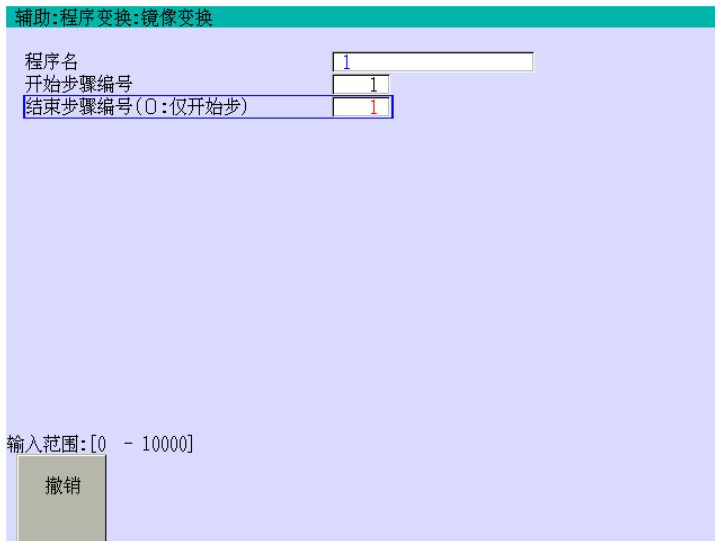 辅助:程序变换:镜像变换
程序名 1
开始步骤编号 1
结束步骤编号(0:仅开始步) 1
输入范围:[0 - 10000]
撤销